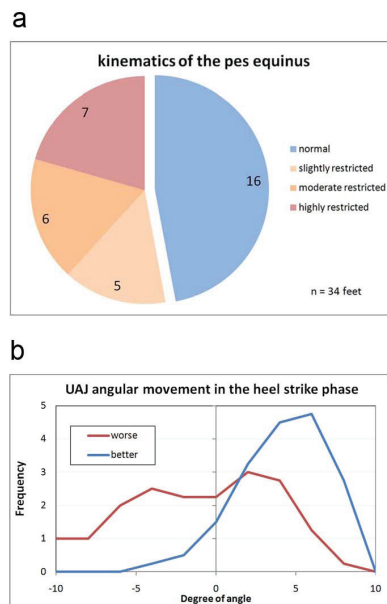 a
kinematics of the pes equinus
7
16
6
5
normal
slightly restricted
moderate restricted
highly restricted
n = 34 feet
b
UAJ angular movement in the heel strike phase
5
4
3
2
1
0
Frequency
worse
better
-10
-5
0
5
10
Degree of angle